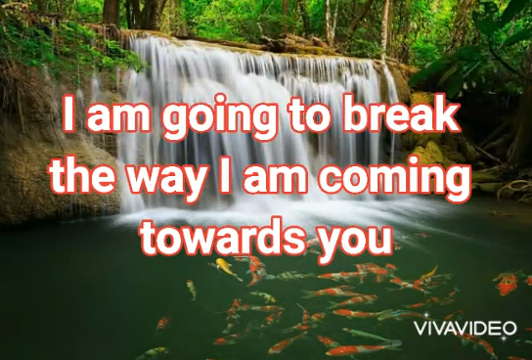 I am going to break
the way I am coming
towards you
VIVAVIDEO